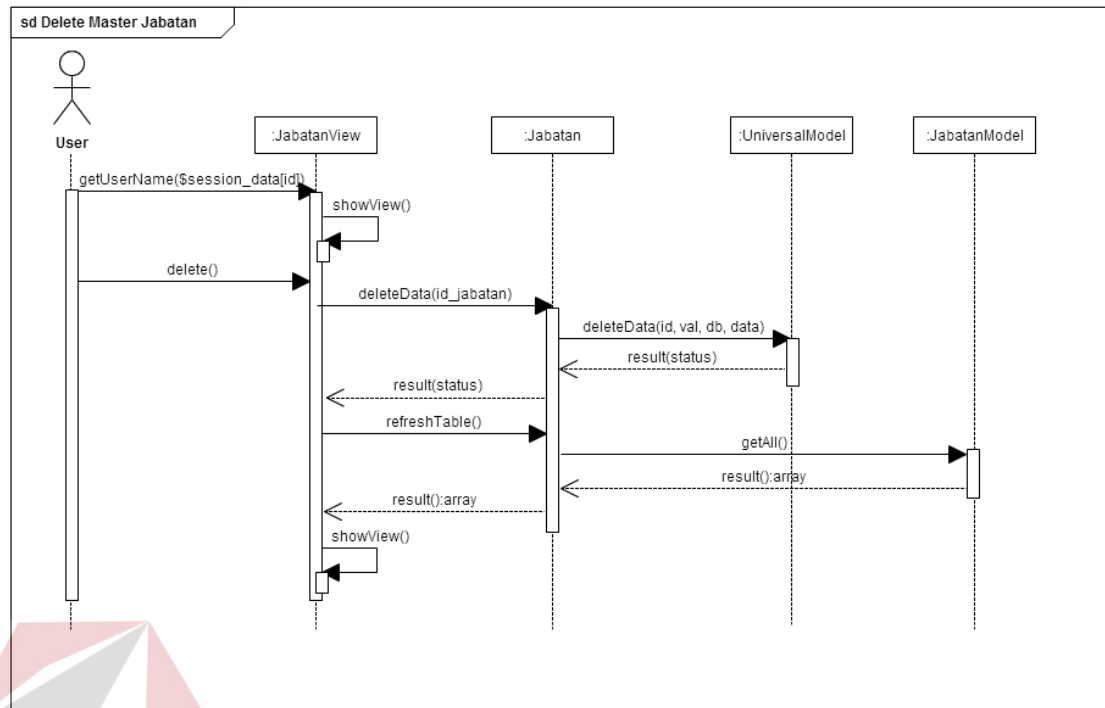 sd Delete Master Jabatan
User
:JabatanView
:Jabatan
:UniversalModel
:JabatanModel
getUserName($session_data[id])
showView()
delete()
deleteData(id_jabatan)
deleteData(id, val, db, data)
result(status)
result(status)
refreshTable()
getAll()
result():array
result():array
showView()